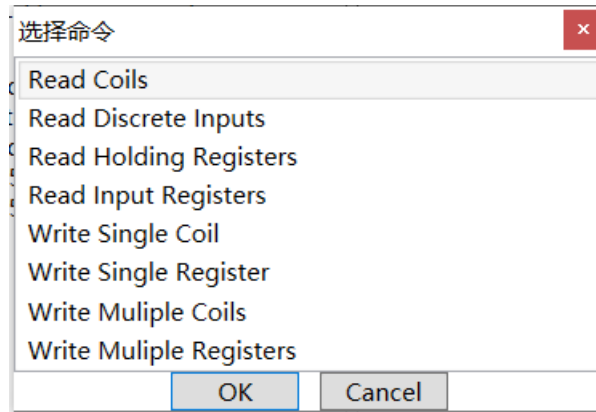 选择命令
Read Coils
Read Discrete Inputs
Read Holding Registers
Read Input Registers
Write Single Coil
Write Single Register
Write Muliple Coils
Write Muliple Registers
OK Cancel